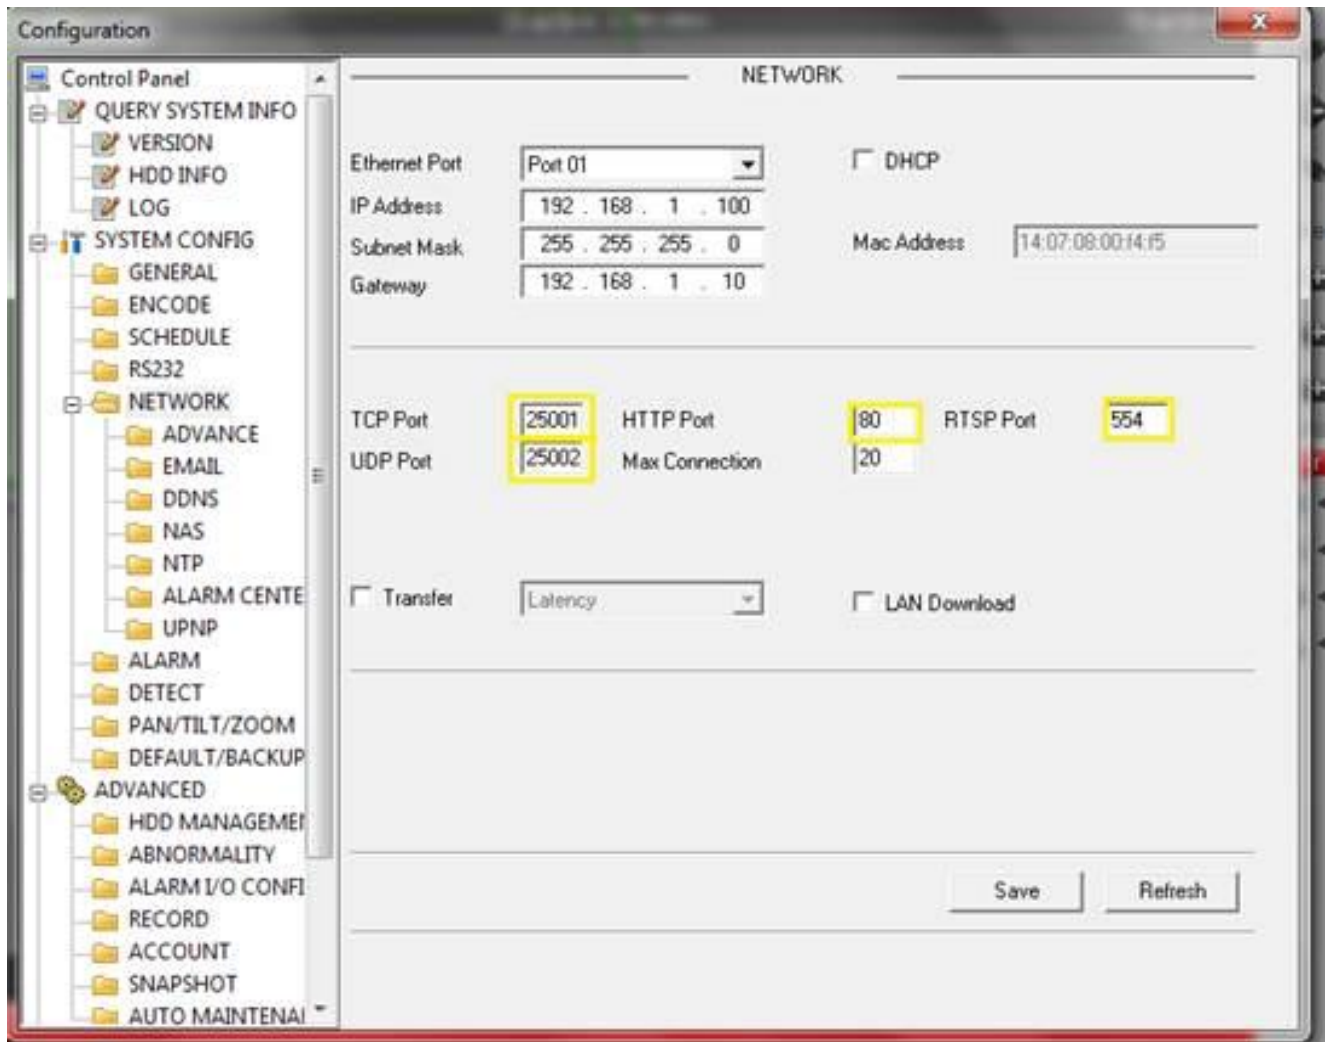 Configuration
Control Panel
QUERY SYSTEM INFO
VERSION
HDD INFO
LOG
SYSTEM CONFIG
GENERAL
ENCODE
SCHEDULE
RS232
NETWORK
ADVANCE
EMAIL
DDNS
NAS
NTP
ALARM CENTE
UPNP
ALARM
DETECT
PAN/TILT/ZOOM
DEFAULT/BACKUP
ADVANCED
HDD MANAGEME
ABNORMALITY
ALARM I/O CONFI
RECORD
ACCOUNT
SNAPSHOT
AUTO MAINTENA
NETWORK
Ethernet Port Port 01 DHCP
IP Address 192 . 168 . 1 . 100
Subnet Mask 255 . 255 . 255 . 0 Mac Address 14:07:08:00:f4:f5
Gateway 192 . 168 . 1 . 10
TCP Port 25001 HTTP Port 80 RTSP Port 554
UDP Port 25002 Max Connection 20
Transfer Latency LAN Download
Save Refresh